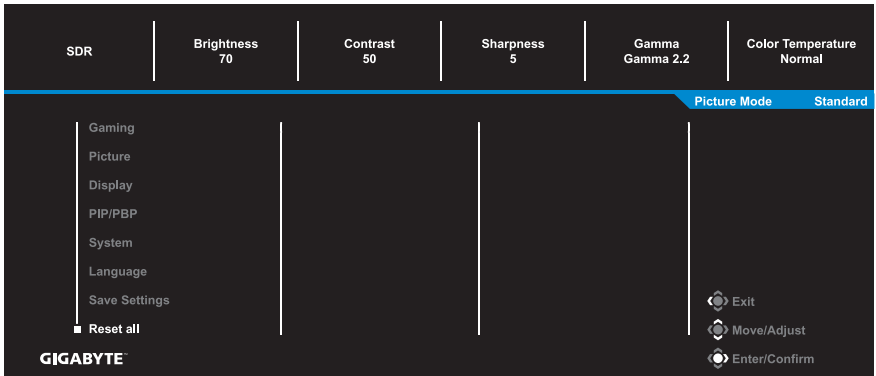 SDR
Brightness
70
Contrast
50
Sharpness
5
Gamma
Gamma 2.2
Color Temperature
Normal
Picture Mode Standard
Gaming
Picture
Display
PIP/PBP
System
Language
Save Settings
Reset all
Exit
Move/Adjust
Enter/Confirm
GIGABYTE™